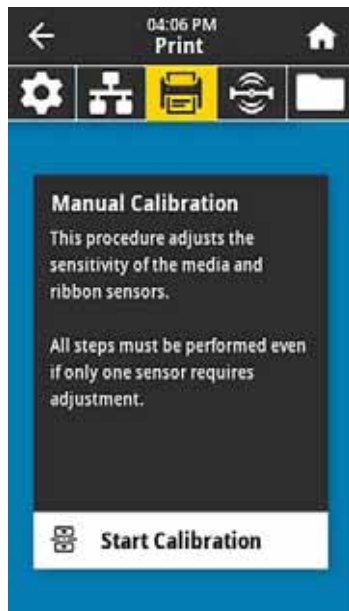 04:06 PM
Print
Manual Calibration
This procedure adjusts the
sensitivity of the media and
ribbon sensors.
All steps must be performed even
if only one sensor requires
adjustment.
Start Calibration